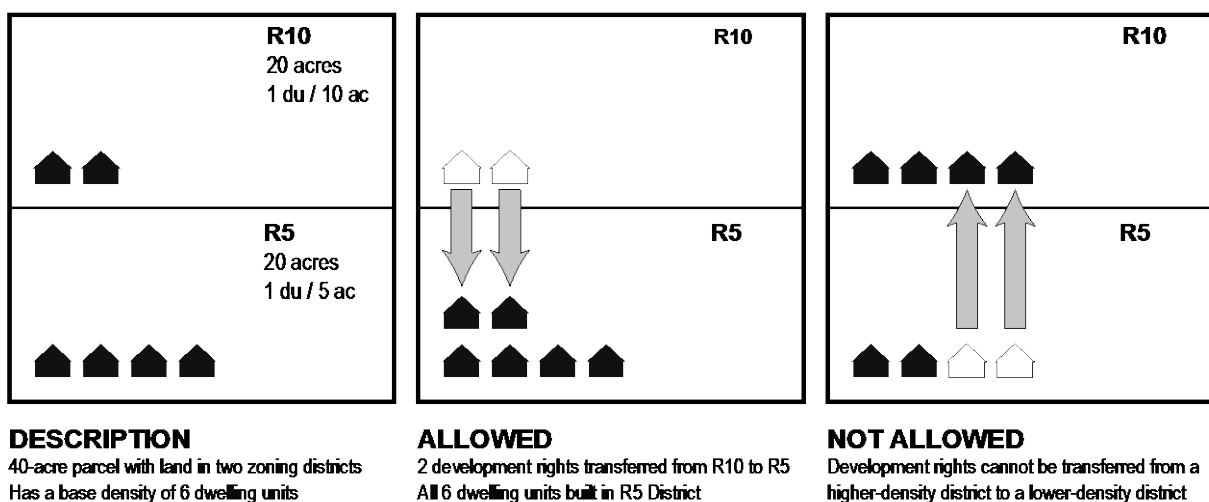 R10
20 acres
1 du / 10 ac
R5
20 acres
1 du / 5 ac
DESCRIPTION
40-acre parcel with land in two zoning districts
Has a base density of 6 dwelling units
R10
R5
ALLOWED
2 development rights transferred from R10 to R5
All 6 dwelling units built in R5 District
R10
R5
NOT ALLOWED
Development rights cannot be transferred from a
higher-density district to a lower-density district